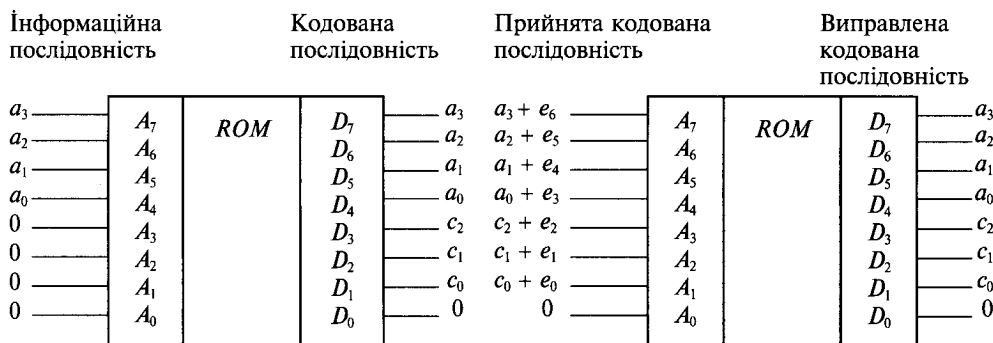 Інформаційна послідовність
Кодована послідовність
Прийнята кодована послідовність
Виправлена кодована послідовність
a₃ A₇ ROM D₇ a₃
a₂ A₆ D₆ a₂
a₁ A₅ D₅ a₁
a₀ A₄ D₄ a₀
0 A₃ D₃ c₂
0 A₂ D₂ c₁
0 A₁ D₁ c₀
0 A₀ D₀ 0
a₃ + e₆ A₇ ROM D₇ a₃
a₂ + e₅ A₆ D₆ a₂
a₁ + e₄ A₅ D₅ a₁
a₀ + e₃ A₄ D₄ a₀
c₂ + e₂ A₃ D₃ c₂
c₁ + e₁ A₂ D₂ c₁
c₀ + e₀ A₁ D₁ c₀
0 A₀ D₀ 0